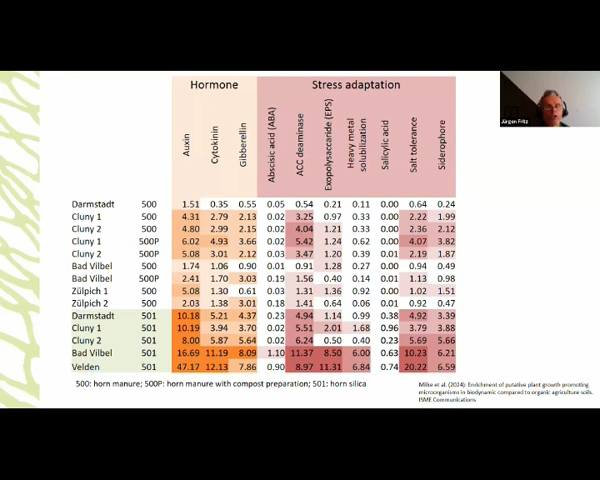 Jürgen Fritz
Hormone Stress adaptation
Auxin Cytokinin Gibberellin Abscisic acid (ABA) ACC deaminase Exopolysaccaride (EPS) Heavy metal solubilization Salicylic acid Salt tolerance Siderophore
Darmstadt 500 1.51 0.35 0.55 0.05 0.54 0.21 0.11 0.00 0.64 0.24
Cluny 1 500 4.31 2.79 2.13 0.02 3.25 0.97 0.33 0.00 2.22 1.99
Cluny 2 500 4.80 2.99 2.15 0.02 4.04 1.21 0.33 0.00 2.36 2.12
Cluny 1 500P 6.02 4.93 3.66 0.02 5.42 1.24 0.62 0.00 4.07 3.82
Cluny 2 500P 5.08 3.01 2.12 0.03 3.47 1.20 0.39 0.01 2.19 1.87
Bad Vilbel 500 1.74 1.06 0.90 0.01 0.91 1.28 0.27 0.00 0.94 0.49
Bad Vilbel 500P 2.41 1.70 3.03 0.19 1.56 0.40 0.14 0.01 1.13 0.98
Zülpich 1 500 5.08 1.30 0.61 0.03 1.31 1.36 0.92 0.00 1.02 1.51
Zülpich 2 500 2.03 1.38 3.01 0.18 1.41 0.64 0.06 0.01 0.92 0.47
Darmstadt 501 10.18 5.21 4.37 0.23 4.94 1.14 0.99 0.38 4.92 3.39
Cluny 1 501 10.19 3.94 3.70 0.02 5.51 2.01 1.68 0.96 3.79 3.88
Cluny 2 501 8.00 5.87 5.64 0.02 6.24 0.50 0.40 0.23 5.69 5.66
Bad Vilbel 501 16.69 11.19 8.09 1.10 11.37 8.50 6.00 0.63 10.23 6.21
Velden 501 47.17 12.13 7.86 0.90 8.97 11.31 6.84 0.74 20.22 6.59
500: horn manure; 500P: horn manure with compost preparation; 501: horn silica
Milke et al. (2024): Enrichment of putative plant growth promoting
microorganisms in biodynamic compared to organic agriculture soils.
ISME Communications